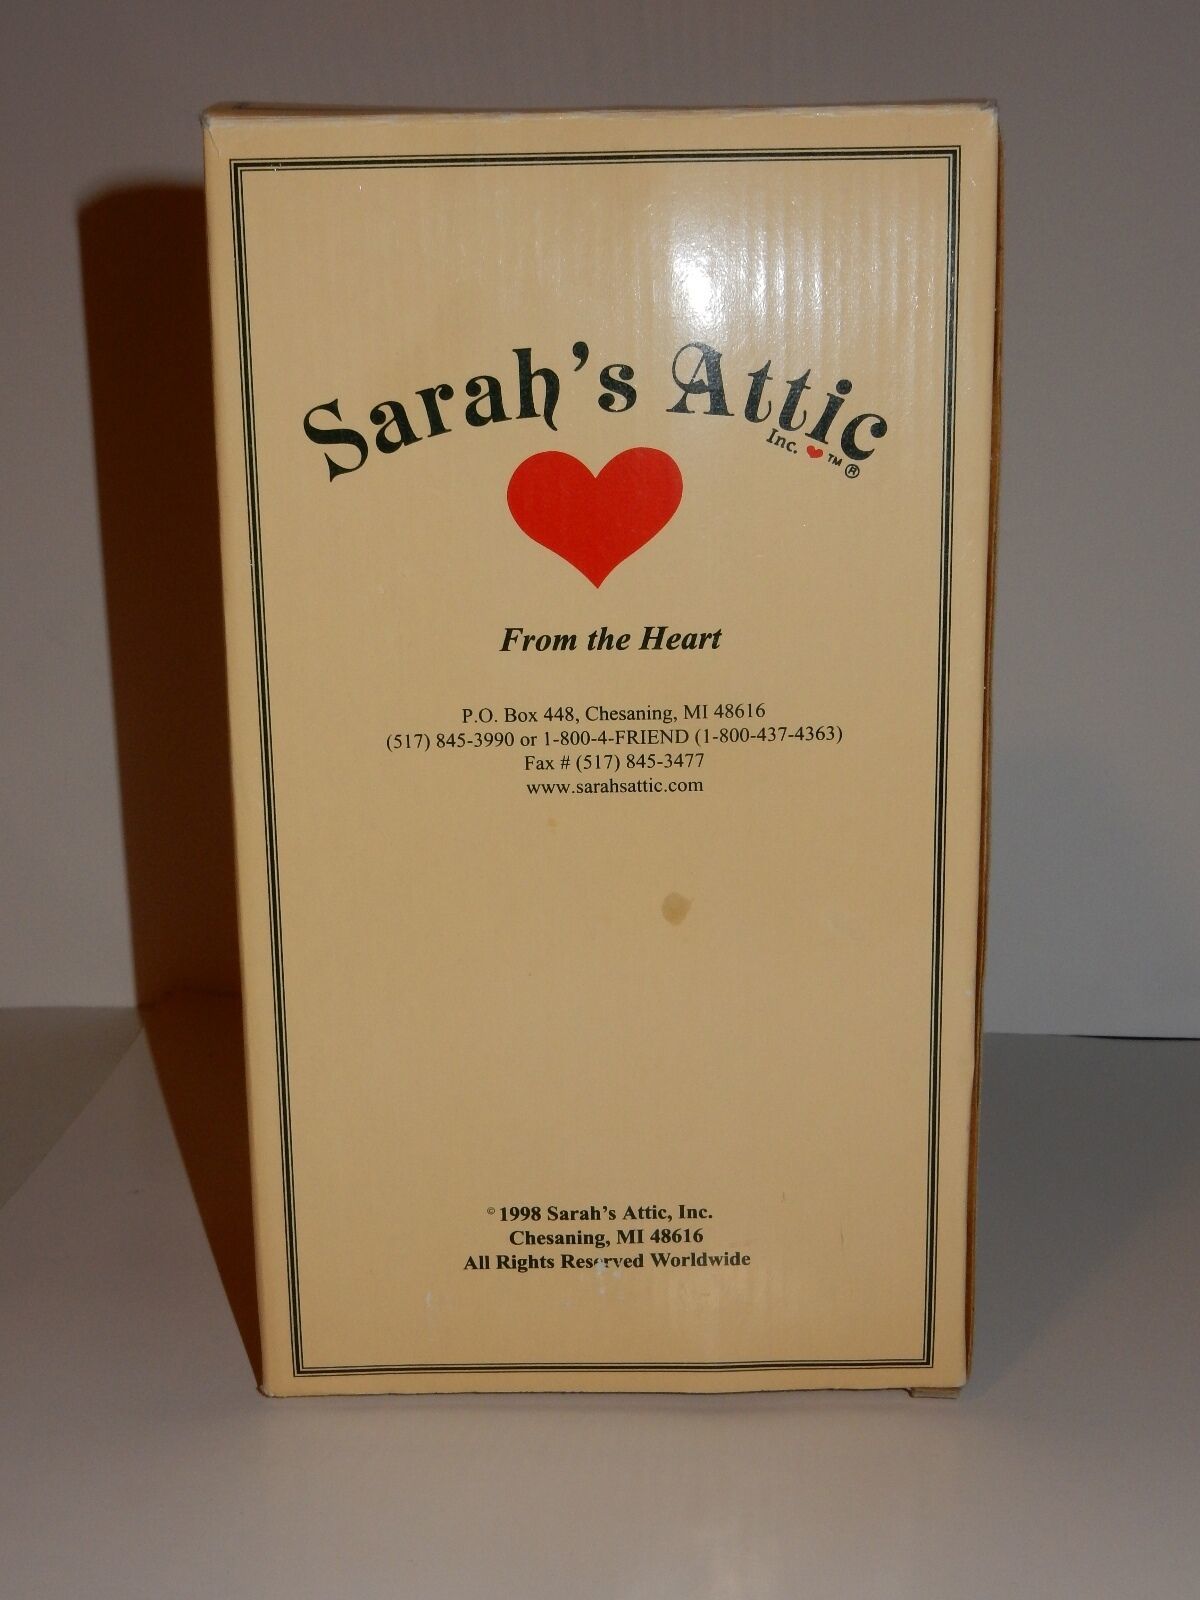 Sarah's Attic
Inc. ❤™ ®
From the Heart
P.O. Box 448, Chesaning, MI 48616
(517) 845-3990 or 1-800-4-FRIEND (1-800-437-4363)
Fax # (517) 845-3477
www.sarahsattic.com
© 1998 Sarah's Attic, Inc.
Chesaning, MI 48616
All Rights Reserved Worldwide